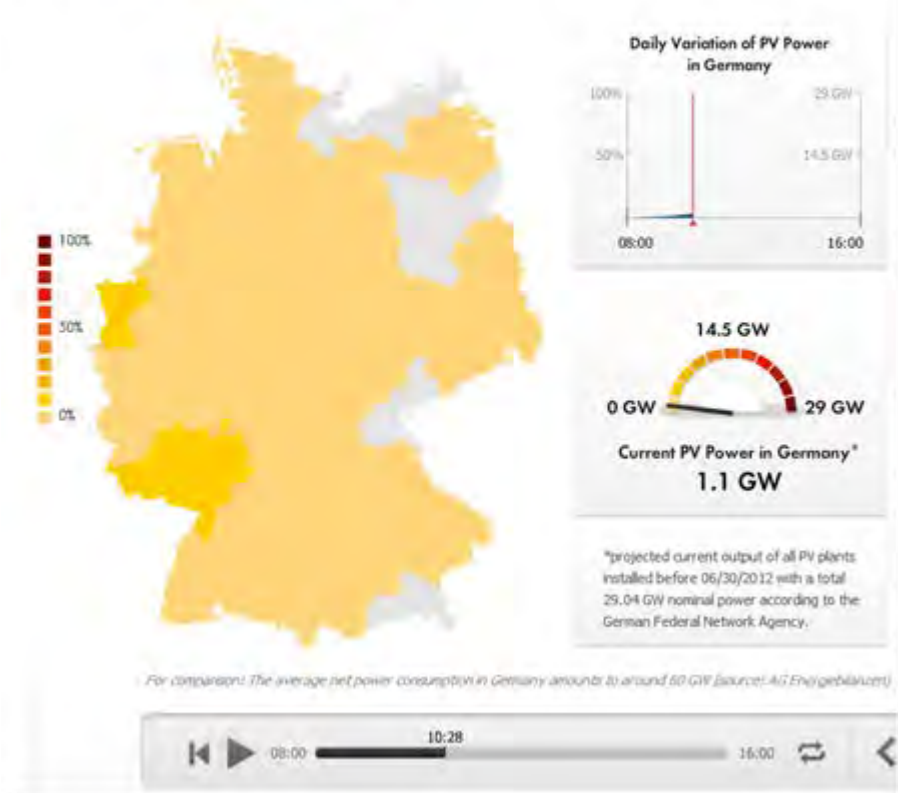 Daily Variation of PV Power
in Germany
100%
29 GW
50%
14.5 GW
08:00
16:00
100%
50%
0%
14.5 GW
0 GW
29 GW
Current PV Power in Germany*
1.1 GW
*projected current output of all PV plants
installed before 06/30/2012 with a total
29.04 GW nominal power according to the
German Federal Network Agency.
For comparison: The average net power consumption in Germany amounts to around 60 GW (source: AG Energiebilanzen)
10:28
08:00
16:00